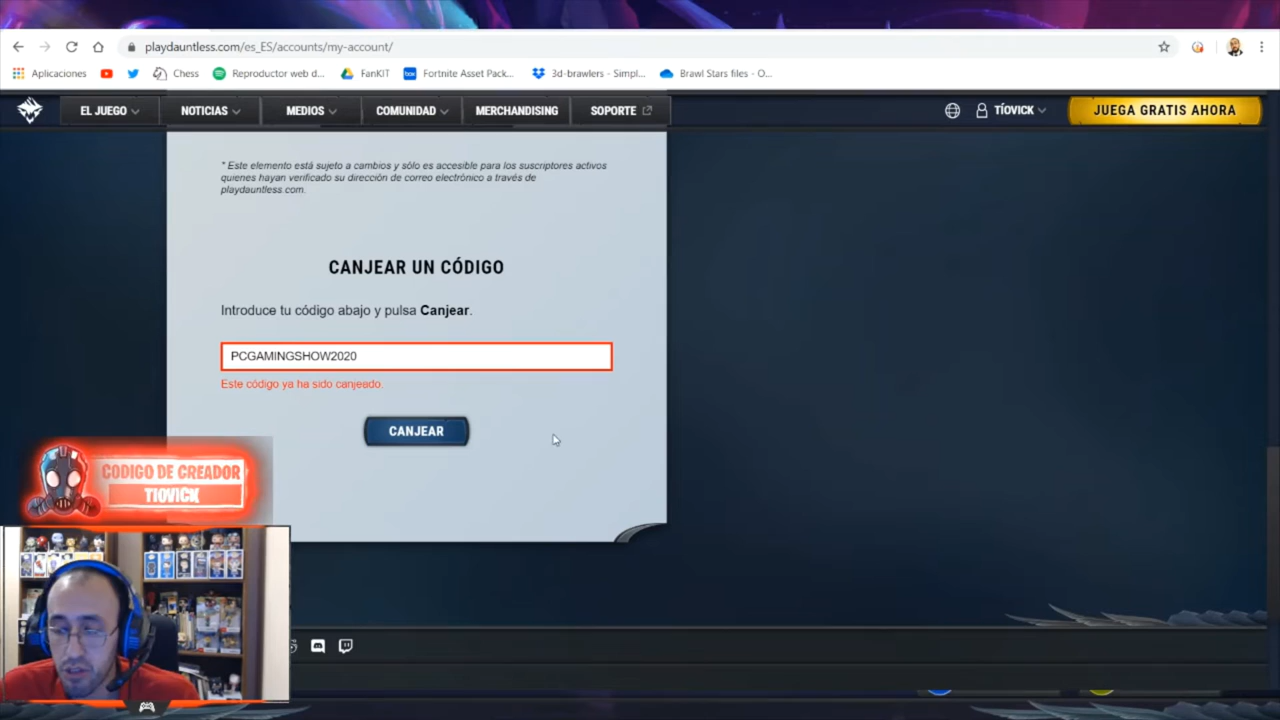 playdauntless.com/es_ES/accounts/my-account/
Aplicaciones
Chess
Reproductor web d...
FanKIT
Fortnite Asset Pack...
3d-brawlers - Simpl...
Brawl Stars files - O...
EL JUEGO
NOTICIAS
MEDIOS
COMUNIDAD
MERCHANDISING
SOPORTE
TÍOVICK
JUEGA GRATIS AHORA
* Este elemento está sujeto a cambios y sólo es accesible para los suscriptores activos
quienes hayan verificado su dirección de correo electrónico a través de
playdauntless.com.
CANJEAR UN CÓDIGO
Introduce tu código abajo y pulsa Canjear.
PCGAMINGSHOW2020
Este código ya ha sido canjeado.
CANJEAR
CODIGO DE CREADOR
TIOVICK